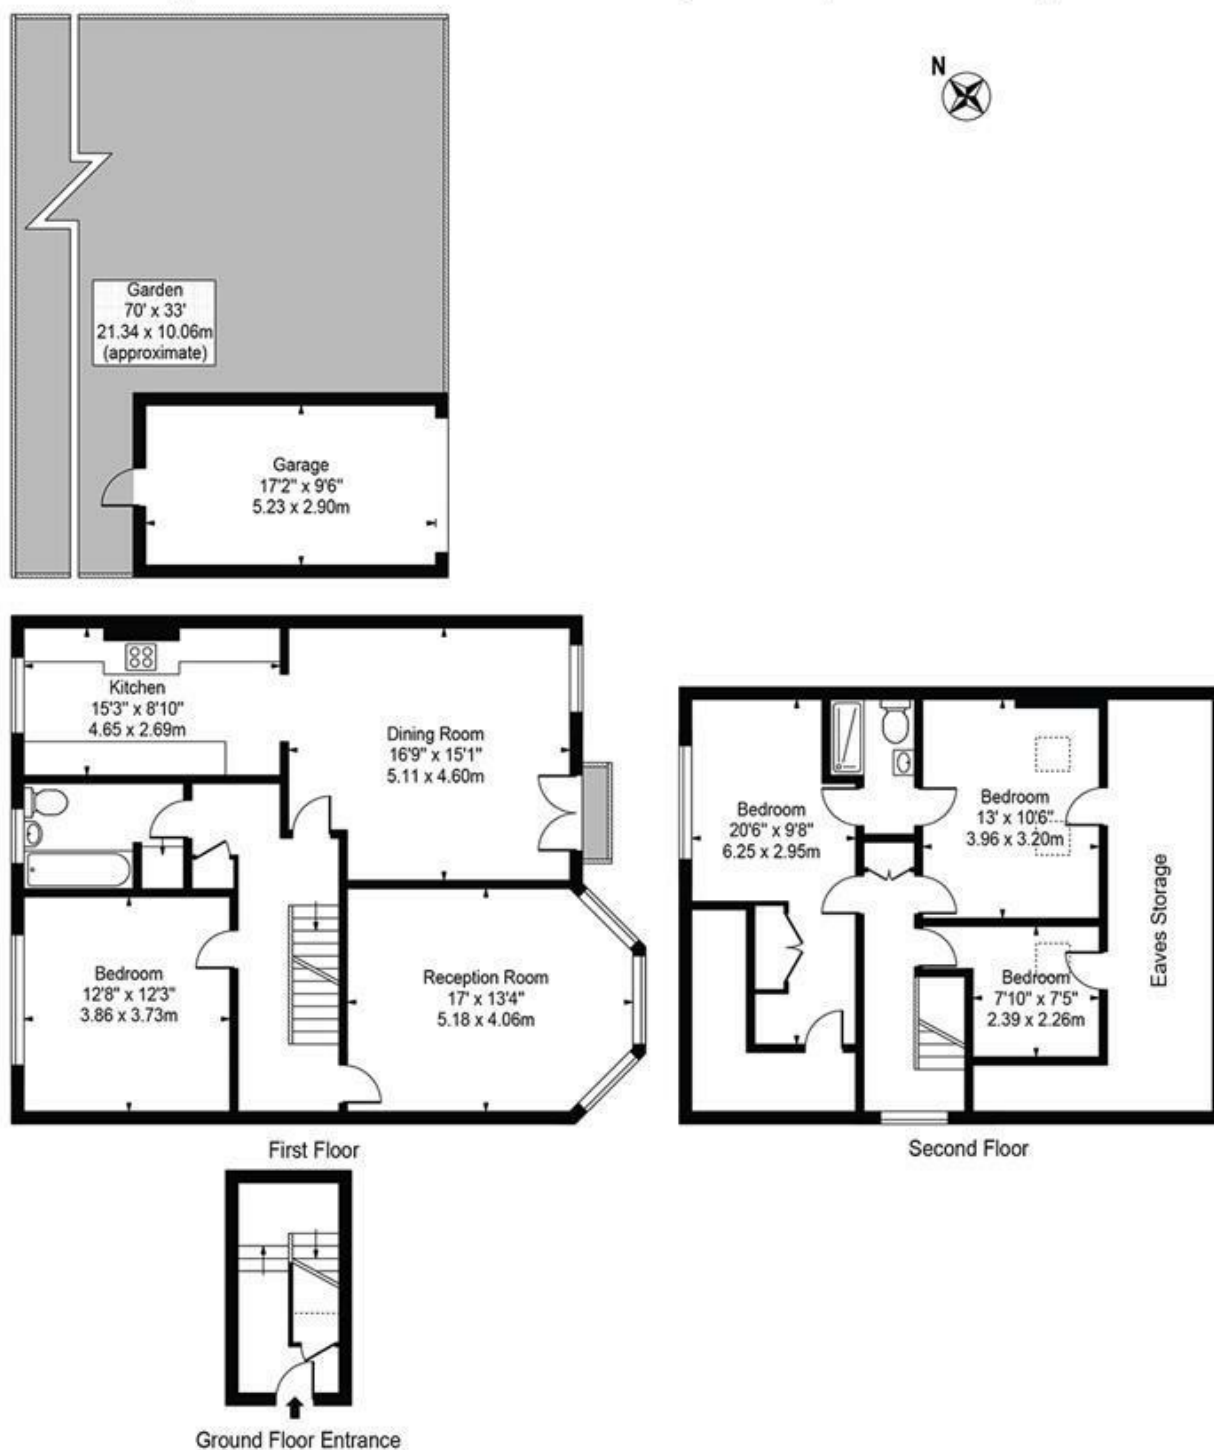 N
Garden
70' x 33'
21.34 x 10.06m
(approximate)
Garage
17'2" x 9'6"
5.23 x 2.90m
Kitchen
15'3" x 8'10"
4.65 x 2.69m
Dining Room
16'9" x 15'1"
5.11 x 4.60m
Bedroom
12'8" x 12'3"
3.86 x 3.73m
Reception Room
17' x 13'4"
5.18 x 4.06m
First Floor
Bedroom
20'6" x 9'8"
6.25 x 2.95m
Bedroom
13' x 10'6"
3.96 x 3.20m
Bedroom
7'10" x 7'5"
2.39 x 2.26m
Eaves Storage
Second Floor
Ground Floor Entrance